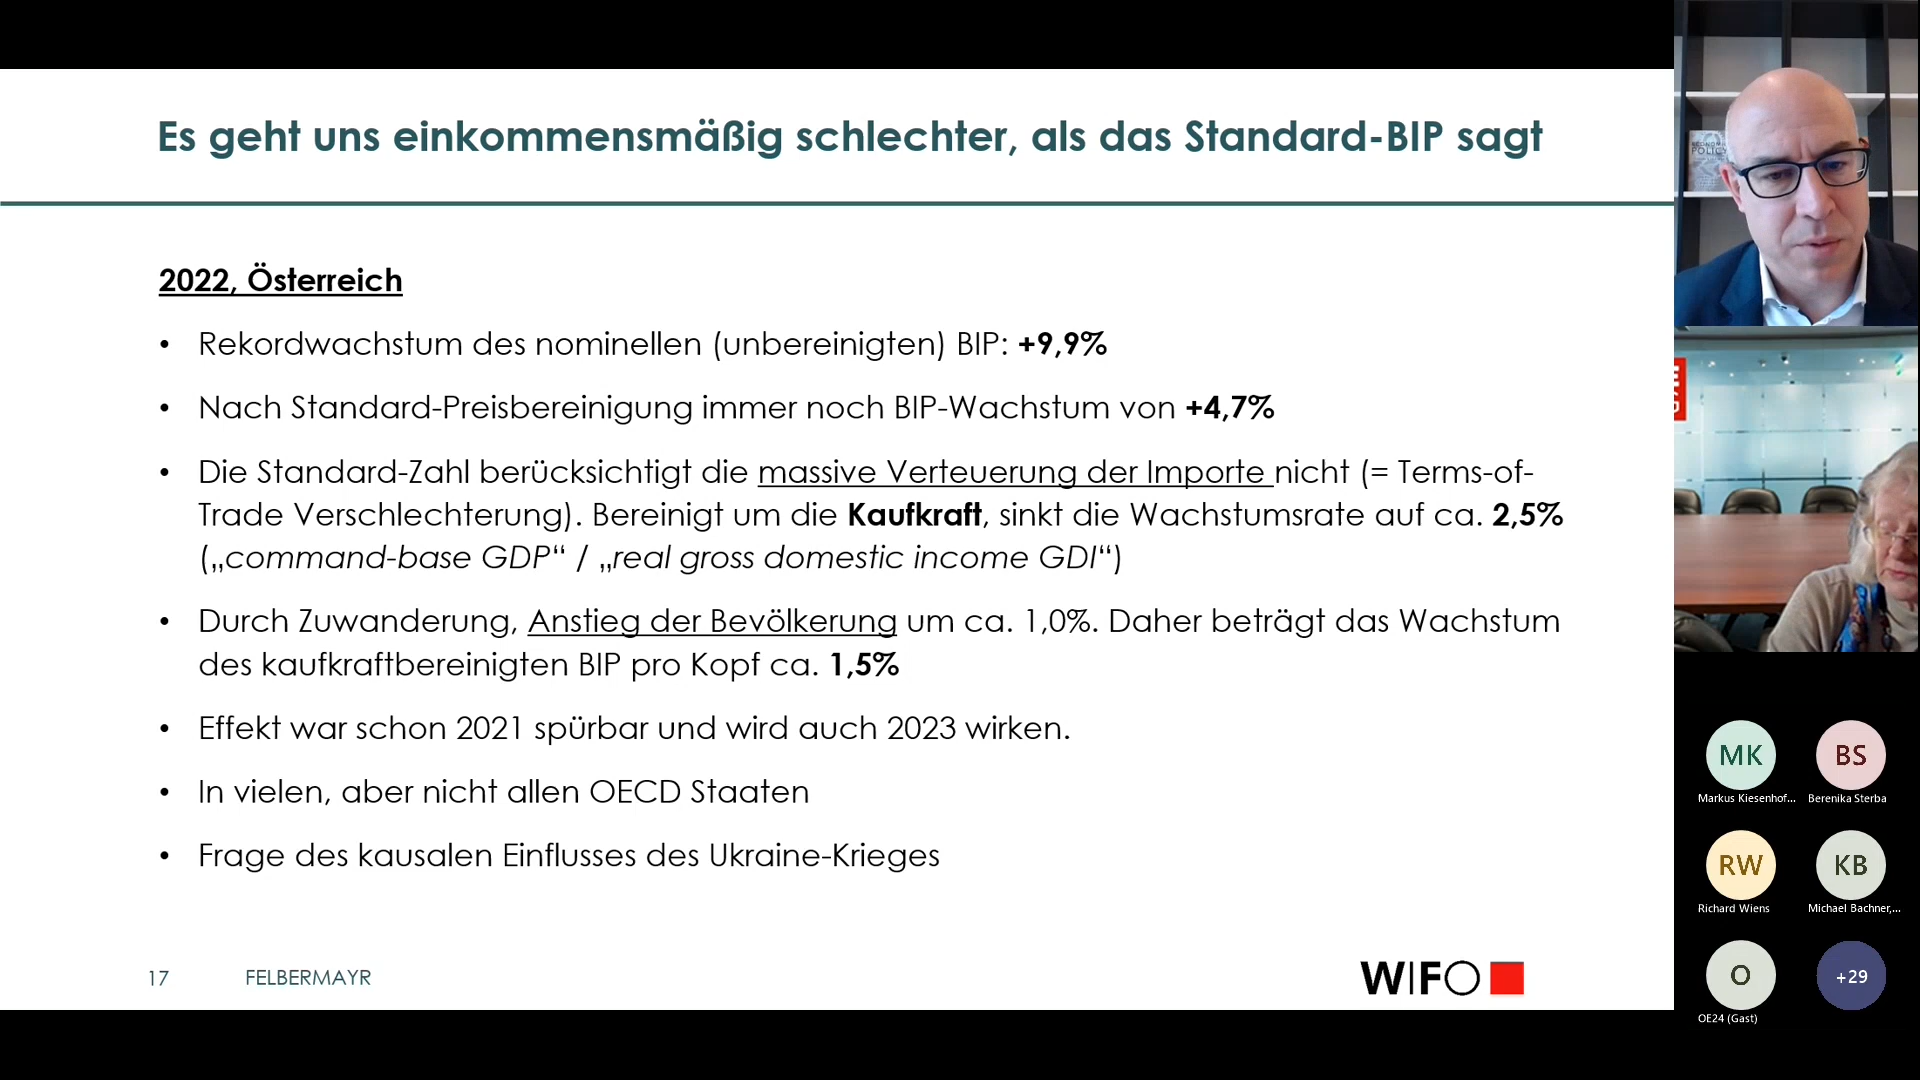 Es geht uns einkommensmäßig schlechter, als das Standard-BIP sagt
2022, Österreich
• Rekordwachstum des nominellen (unbereinigten) BIP: +9,9%
• Nach Standard-Preisbereinigung immer noch BIP-Wachstum von +4,7%
• Die Standard-Zahl berücksichtigt die massive Verteuerung der Importe nicht (= Terms-of-
Trade Verschlechterung). Bereinigt um die Kaufkraft, sinkt die Wachstumsrate auf ca. 2,5%
(„command-base GDP“ / „real gross domestic income GDI“)
• Durch Zuwanderung, Anstieg der Bevölkerung um ca. 1,0%. Daher beträgt das Wachstum
des kaufkraftbereinigten BIP pro Kopf ca. 1,5%
• Effekt war schon 2021 spürbar und wird auch 2023 wirken.
• In vielen, aber nicht allen OECD Staaten
• Frage des kausalen Einflusses des Ukraine-Krieges
17 FELBERMAYR
WIFO
ECONOMIC
POLICY
MK BS
Markus Kiesenhof... Berenika Sterba
RW KB
Richard Wiens Michael Bachner,...
O +29
OE24 (Gast)